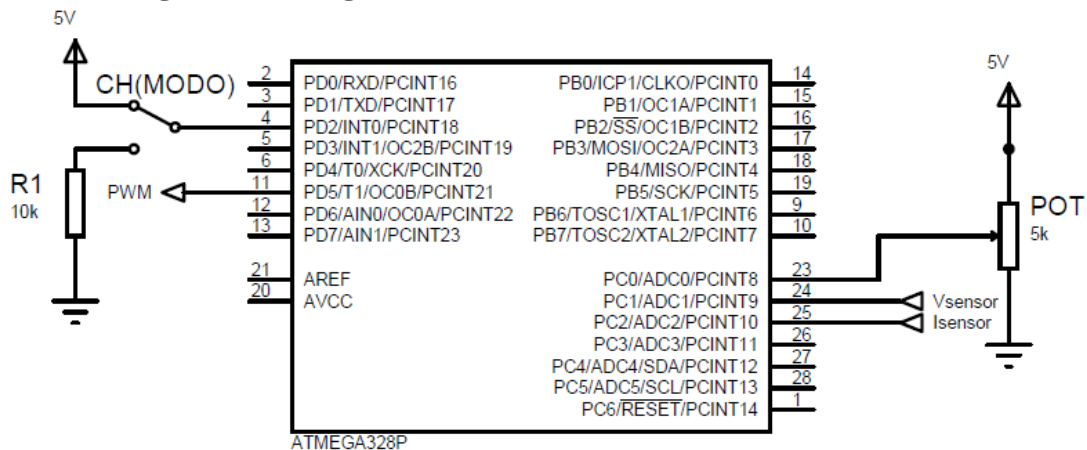 5V
CH(MODO)
R1
10k
PWM
2 PD0/RXD/PCINT16
3 PD1/TXD/PCINT17
4 PD2/INT0/PCINT18
5 PD3/INT1/OC2B/PCINT19
6 PD4/T0/XCK/PCINT20
11 PD5/T1/OC0B/PCINT21
12 PD6/AIN0/OC0A/PCINT22
13 PD7/AIN1/PCINT23
21 AREF
20 AVCC
PB0/ICP1/CLKO/PCINT0 14
PB1/OC1A/PCINT1 15
PB2/SS/OC1B/PCINT2 16
PB3/MOSI/OC2A/PCINT3 17
PB4/MISO/PCINT4 18
PB5/SCK/PCINT5 19
PB6/TOSC1/XTAL1/PCINT6 9
PB7/TOSC2/XTAL2/PCINT7 10
PC0/ADC0/PCINT8 23
PC1/ADC1/PCINT9 24
PC2/ADC2/PCINT10 25
PC3/ADC3/PCINT11 26
PC4/ADC4/SDA/PCINT12 27
PC5/ADC5/SCL/PCINT13 28
PC6/RESET/PCINT14 1
ATMEGA328P
5V
POT
5k
Vsensor
Isensor